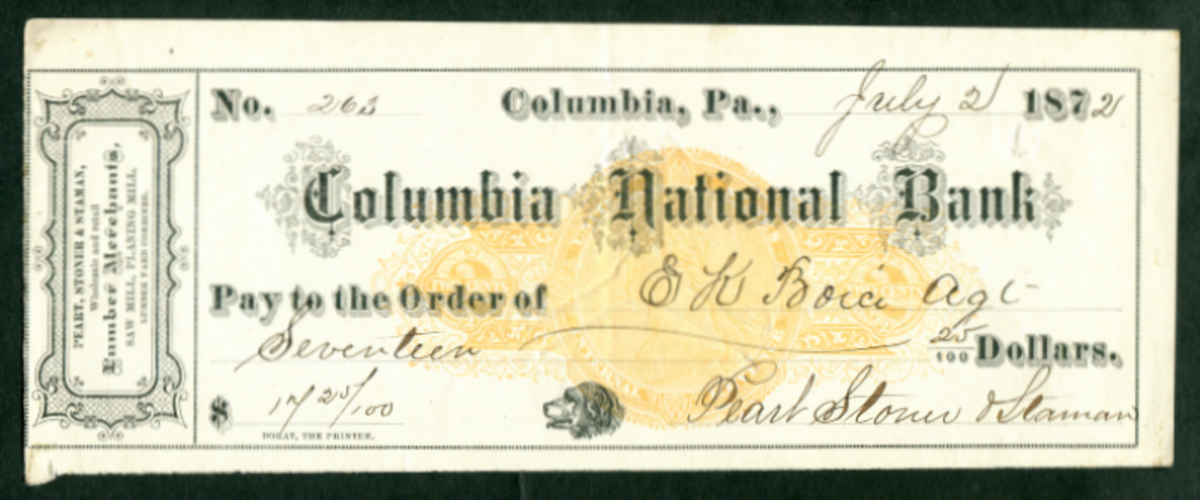 PEART, STONER & STAMAN,
Wholesale and retail
Lumber Merchants,
SAW MILL, PLANING MILL,
LUMBER YARD COMBINED.
No. 263 Columbia, Pa., July 2 1872
Columbia National Bank
Pay to the Order of E K Boice Agt
Seventeen 25/100 Dollars.
$ 17 25/100 Peart Stoner & Staman
DORAT, THE PRINTER.